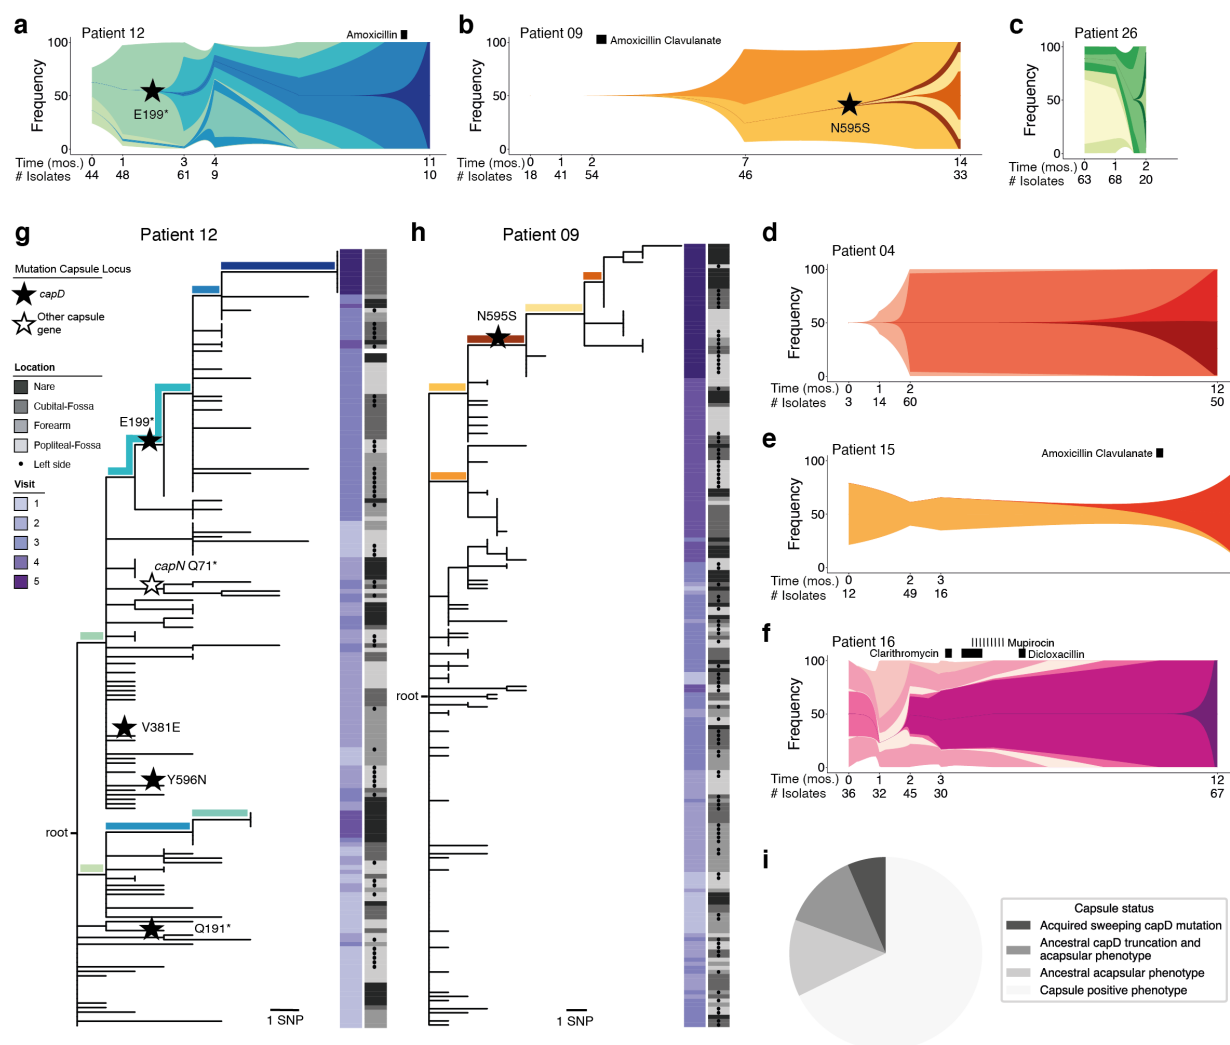 a
Patient 12
Amoxicillin
Frequency
100
50
0
E199*
Time (mos.) 0 1 3 4 11
# Isolates 44 48 61 9 10
b
Patient 09
Amoxicillin Clavulanate
Frequency
100
50
0
N595S
Time (mos.) 0 1 2 7 14
# Isolates 18 41 54 46 33
c
Patient 26
Frequency
100
50
0
Time (mos.) 0 1 2
# Isolates 63 68 20
g
Patient 12
Mutation Capsule Locus
capD
Other capsule
gene
Location
Nare
Cubital-Fossa
Forearm
Popliteal-Fossa
Left side
Visit
1
2
3
4
5
E199*
capN Q71*
V381E
Y596N
root
Q191*
1 SNP
h
Patient 09
N595S
root
1 SNP
d
Patient 04
Frequency
100
50
0
Time (mos.) 0 1 2 12
# Isolates 3 14 60 50
e
Patient 15
Amoxicillin Clavulanate
Frequency
100
50
0
Time (mos.) 0 2 3
# Isolates 12 49 16
f
Patient 16
Mupirocin
Clarithromycin
Dicloxacillin
Frequency
100
50
0
Time (mos.) 0 1 2 3 12
# Isolates 36 32 45 30 67
i
Capsule status
Acquired sweeping capD mutation
Ancestral capD truncation and
acapsular phenotype
Ancestral acapsular phenotype
Capsule positive phenotype